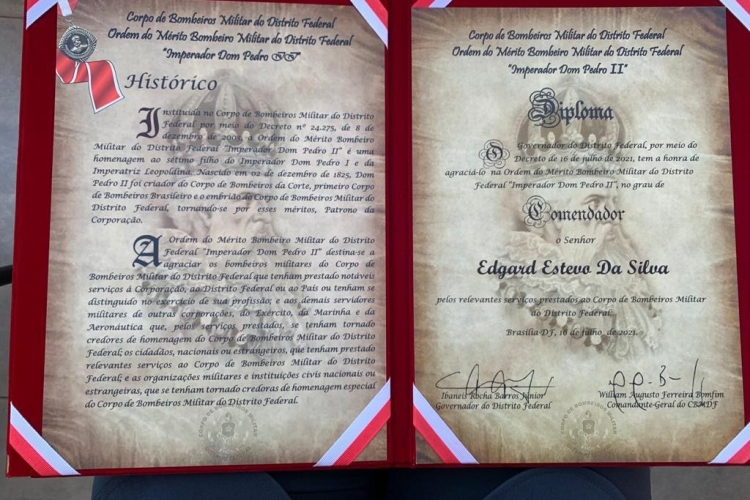 Corpo de Bombeiros Militar do Distrito Federal
Ordem do Mérito Bombeiro Militar do Distrito Federal
"Imperador Dom Pedro II"
Histórico
Instituída no Corpo de Bombeiros Militar do Distrito
Federal por meio do Decreto nº 24.275, de 8 de
dezembro de 2003, a Ordem do Mérito Bombeiro
Militar do Distrito Federal "Imperador Dom Pedro II" é uma
homenagem ao sétimo filho do Imperador Dom Pedro I e da
Imperatriz Leopoldina. Nascido em 02 de dezembro de 1825, Dom
Pedro II foi criador do Corpo de Bombeiros da Corte, primeiro Corpo
de Bombeiros Brasileiro e o embrião do Corpo de Bombeiros Militar do
Distrito Federal, tornando-se por esses méritos, Patrono da
Corporação.
A Ordem do Mérito Bombeiro Militar do Distrito
Federal "Imperador Dom Pedro II" destina-se a
agraciar os bombeiros militares do Corpo de
Bombeiros Militar do Distrito Federal que tenham prestado notáveis
serviços à Corporação, ao Distrito Federal ou ao País ou tenham se
distinguido no exercício de sua profissão; e aos demais servidores
militares de outras corporações, do Exército, da Marinha e da
Aeronáutica que, pelos serviços prestados, se tenham tornado
credores de homenagem do Corpo de Bombeiros Militar do Distrito
Federal; os cidadãos, nacionais ou estrangeiros, que tenham prestado
relevantes serviços ao Corpo de Bombeiros Militar do Distrito
Federal; e as organizações militares e instituições civis nacionais ou
estrangeiras, que se tenham tornado credoras de homenagem especial
do Corpo de Bombeiros Militar do Distrito Federal.
Corpo de Bombeiros Militar do Distrito Federal
Ordem do Mérito Bombeiro Militar do Distrito Federal
"Imperador Dom Pedro II"
Diploma
O Governador do Distrito Federal, por meio do
Decreto de 16 de julho de 2021, tem a honra de
agraciá-lo na Ordem do Mérito Bombeiro Militar do Distrito
Federal "Imperador Dom Pedro II", no grau de
Comendador
o Senhor
Edgard Estevo Da Silva
pelos relevantes serviços prestados ao Corpo de Bombeiros Militar
do Distrito Federal.
Brasília-DF, 16 de julho, de 2021.
Ibaneis Rocha Barros Júnior
Governador do Distrito Federal
William Augusto Ferreira Bomfim
Comandante-Geral do CBMDF